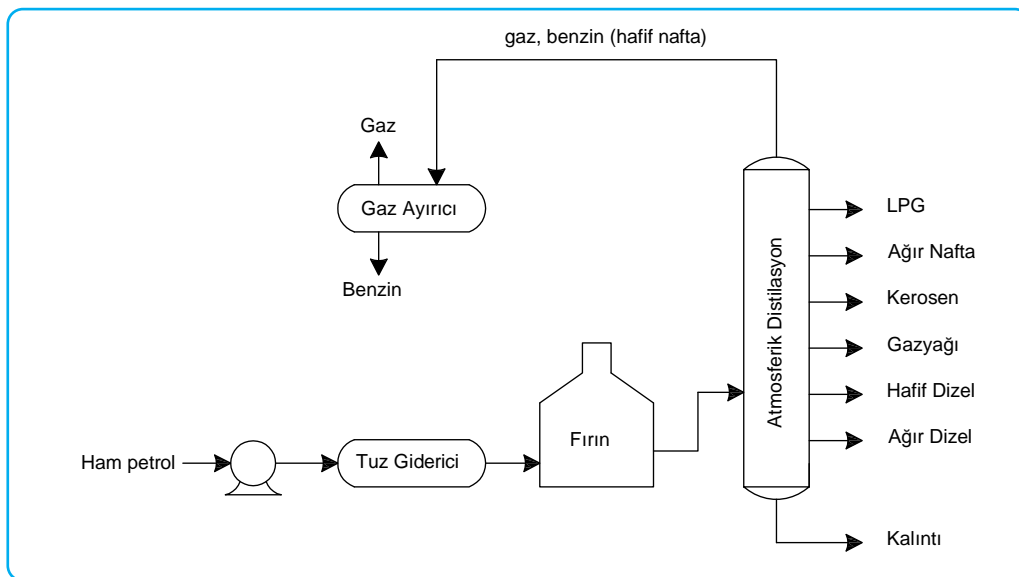 gaz, benzin (hafif nafta)
Gaz
Gaz Ayırıcı
Benzin
Atmosferik Distilasyon
LPG
Ağır Nafta
Kerosen
Gazyağı
Hafif Dizel
Ağır Dizel
Kalıntı
Ham petrol
Tuz Giderici
Fırın